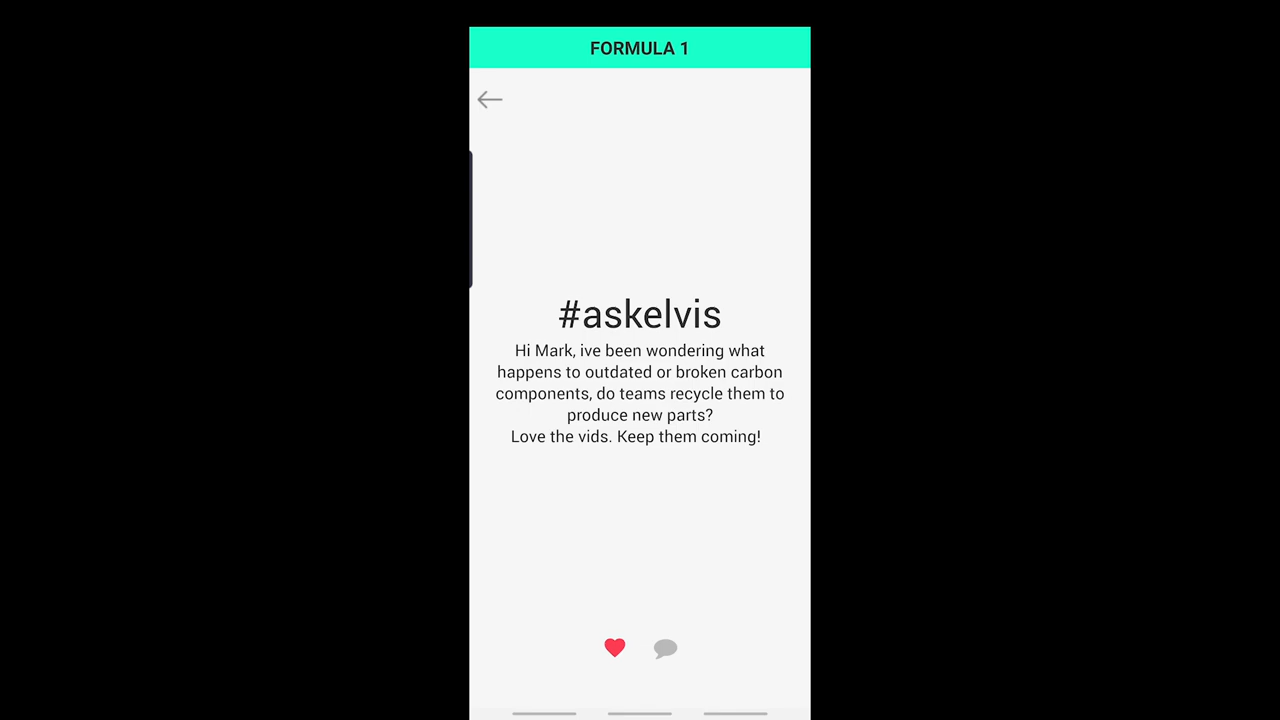 FORMULA 1
#askelvis
Hi Mark, ive been wondering what
happens to outdated or broken carbon
components, do teams recycle them to
produce new parts?
Love the vids. Keep them coming!